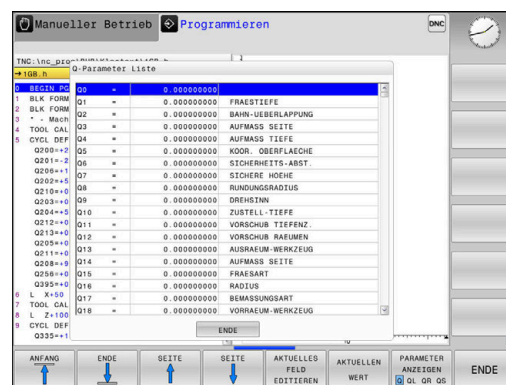 Manueller Betrieb Programmieren DNC
TNC:\nc_pro
→1GB.h
Q-Parameter Liste
0 BEGIN PG
1 BLK FORM
2 BLK FORM
3 * - Mach
4 TOOL CAL
5 CYCL DEF
Q200=+2
Q201=-2
Q206=+1
Q202=+5
Q210=+0
Q203=+0
Q204=+5
Q212=+0
Q213=+0
Q205=+0
Q211=+0
Q208=+9
Q256=+0
Q395=+0
6 L X+50
7 TOOL CAL
8 L Z+100
9 CYCL DEF
Q335=+1
Q0 = 0.000000000
Q1 = 0.000000000 FRAESTIEFE
Q2 = 0.000000000 BAHN-UEBERLAPPUNG
Q3 = 0.000000000 AUFMASS SEITE
Q4 = 0.000000000 AUFMASS TIEFE
Q5 = 0.000000000 KOOR. OBERFLAECHE
Q6 = 0.000000000 SICHERHEITS-ABST.
Q7 = 0.000000000 SICHERE HOEHE
Q8 = 0.000000000 RUNDUNGSRADIUS
Q9 = 0.000000000 DREHSINN
Q10 = 0.000000000 ZUSTELL-TIEFE
Q11 = 0.000000000 VORSCHUB TIEFENZ.
Q12 = 0.000000000 VORSCHUB RAEUMEN
Q13 = 0.000000000 AUSRAEUM-WERKZEUG
Q14 = 0.000000000 AUFMASS SEITE
Q15 = 0.000000000 FRAESART
Q16 = 0.000000000 RADIUS
Q17 = 0.000000000 BEMASSUNGSART
Q18 = 0.000000000 VORRAEUM-WERKZEUG
ENDE
ANFANG
ENDE
SEITE
SEITE
AKTUELLES
FELD
EDITIEREN
AKTUELLEN
WERT
PARAMETER
ANZEIGEN
Q QL QR QS
ENDE